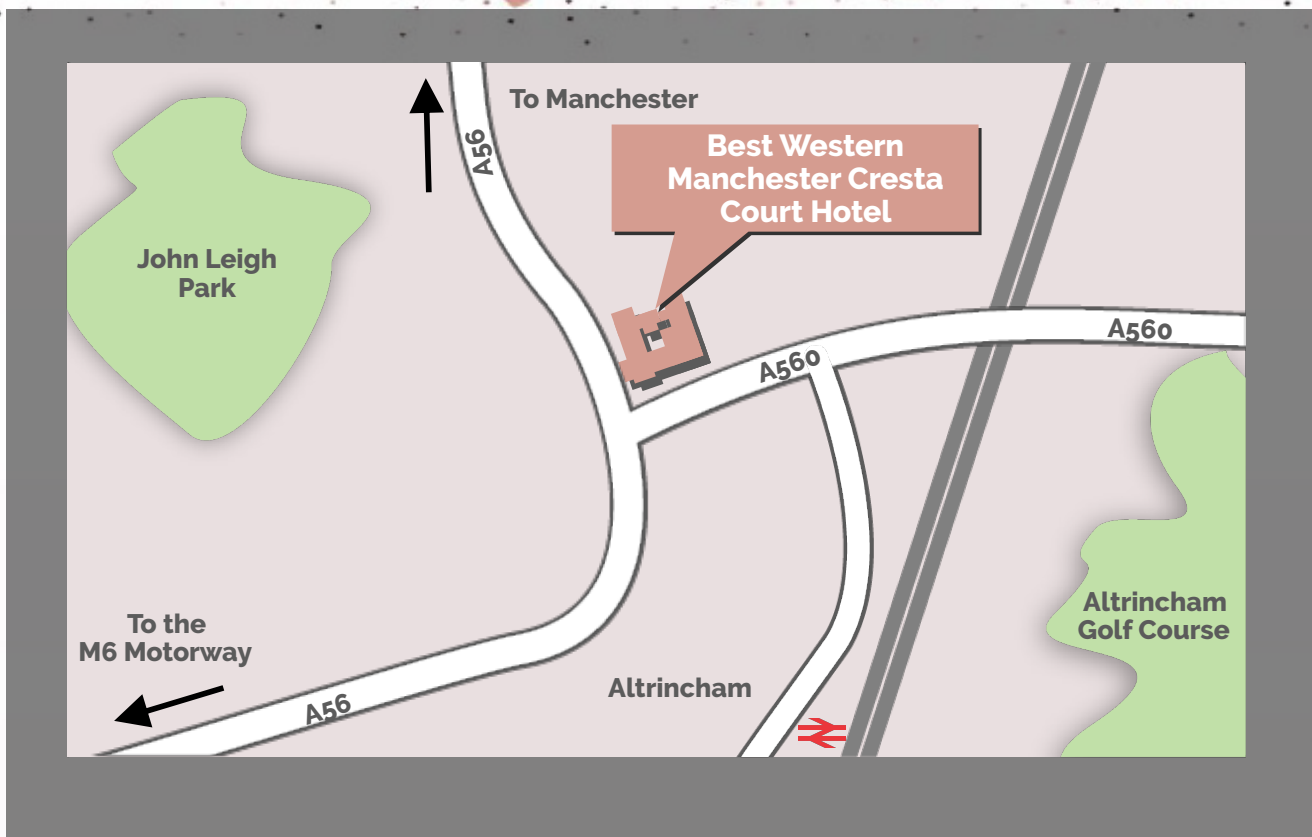 To Manchester
A56
Best Western
Manchester Cresta
Court Hotel
John Leigh
Park
A560
A560
Altrincham
Golf Course
To the
M6 Motorway
Altrincham
A56